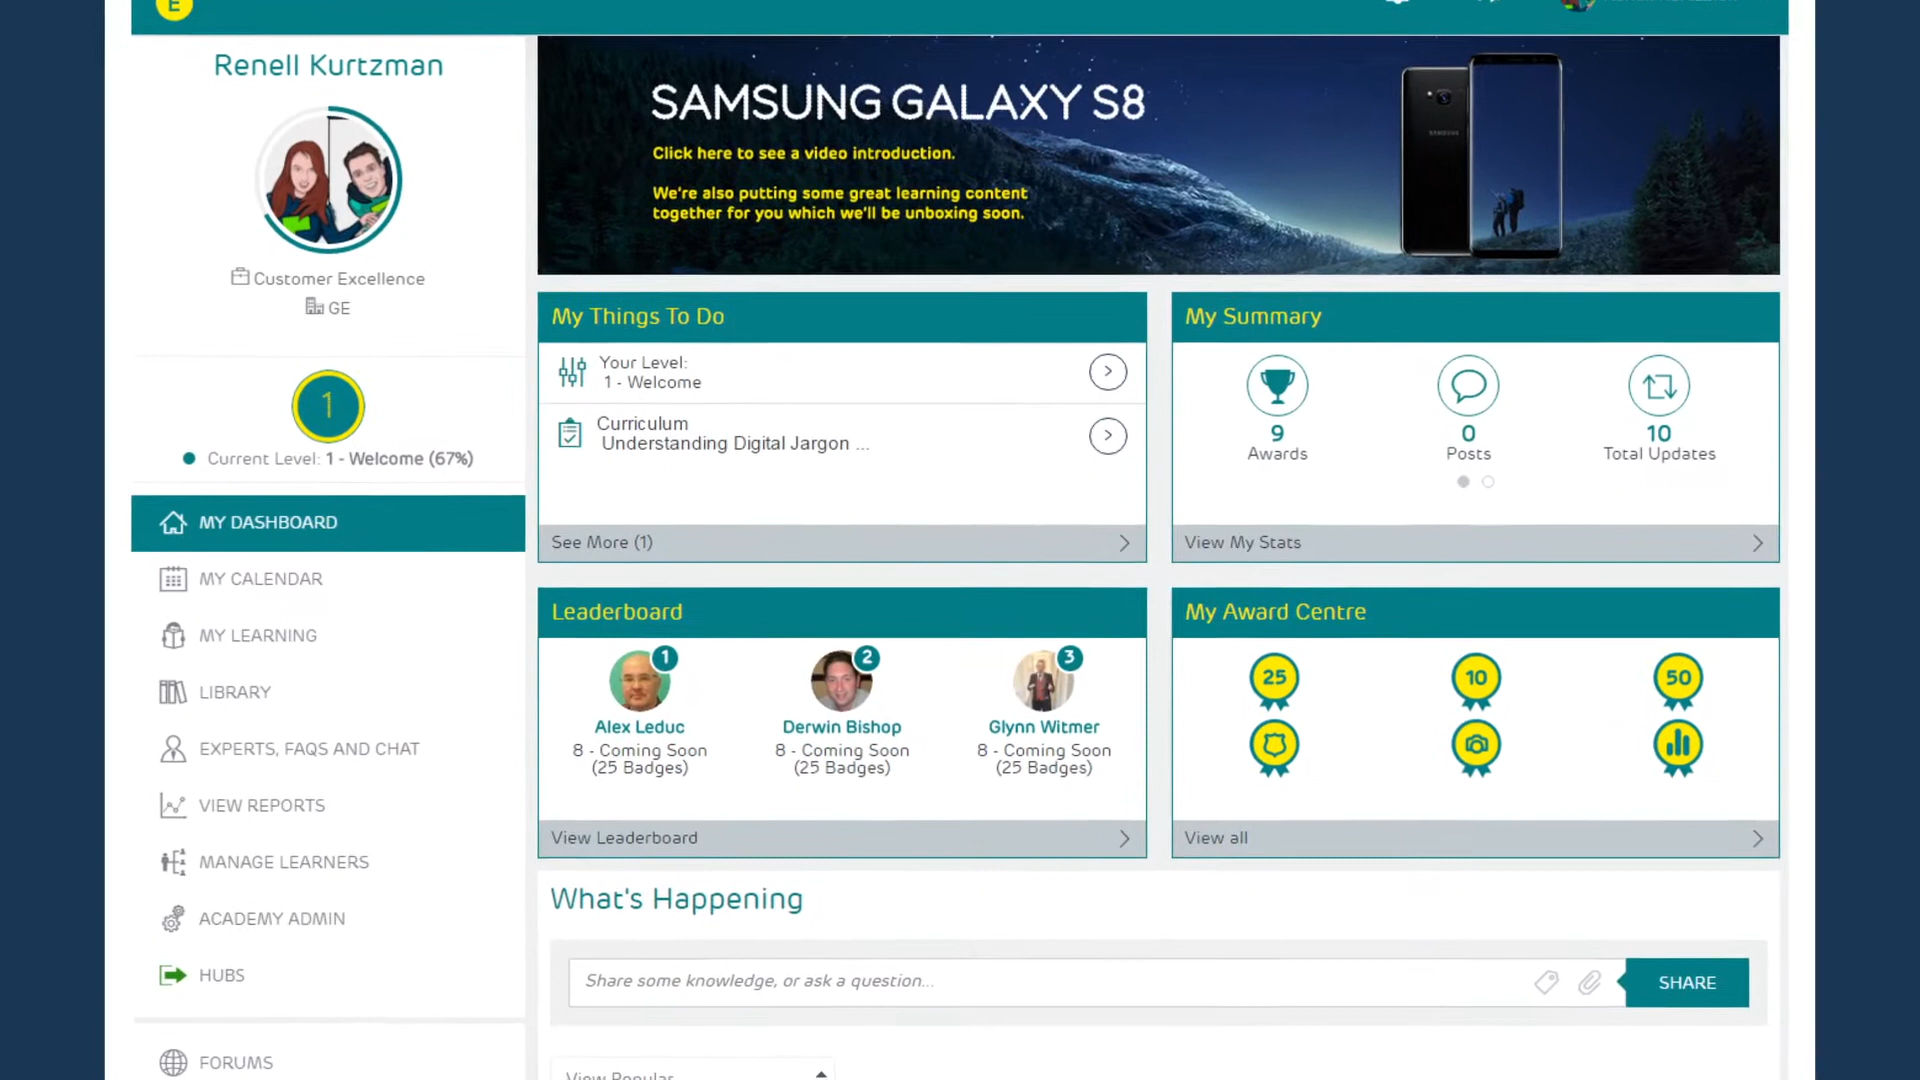 E
Renell Kurtzman
Customer Excellence
GE
1
Current Level: 1 - Welcome (67%)
MY DASHBOARD
MY CALENDAR
MY LEARNING
LIBRARY
EXPERTS, FAQS AND CHAT
VIEW REPORTS
MANAGE LEARNERS
ACADEMY ADMIN
HUBS
FORUMS
SAMSUNG GALAXY S8
Click here to see a video introduction.
We're also putting some great learning content
together for you which we'll be unboxing soon.
SAMSUNG
My Things To Do
Your Level:
1 - Welcome
Curriculum
Understanding Digital Jargon ...
See More (1)
My Summary
9
Awards
0
Posts
10
Total Updates
View My Stats
Leaderboard
1
Alex Leduc
8 - Coming Soon
(25 Badges)
2
Derwin Bishop
8 - Coming Soon
(25 Badges)
3
Glynn Witmer
8 - Coming Soon
(25 Badges)
View Leaderboard
My Award Centre
25 10 50
View all
What's Happening
Share some knowledge, or ask a question...
SHARE
View Popular